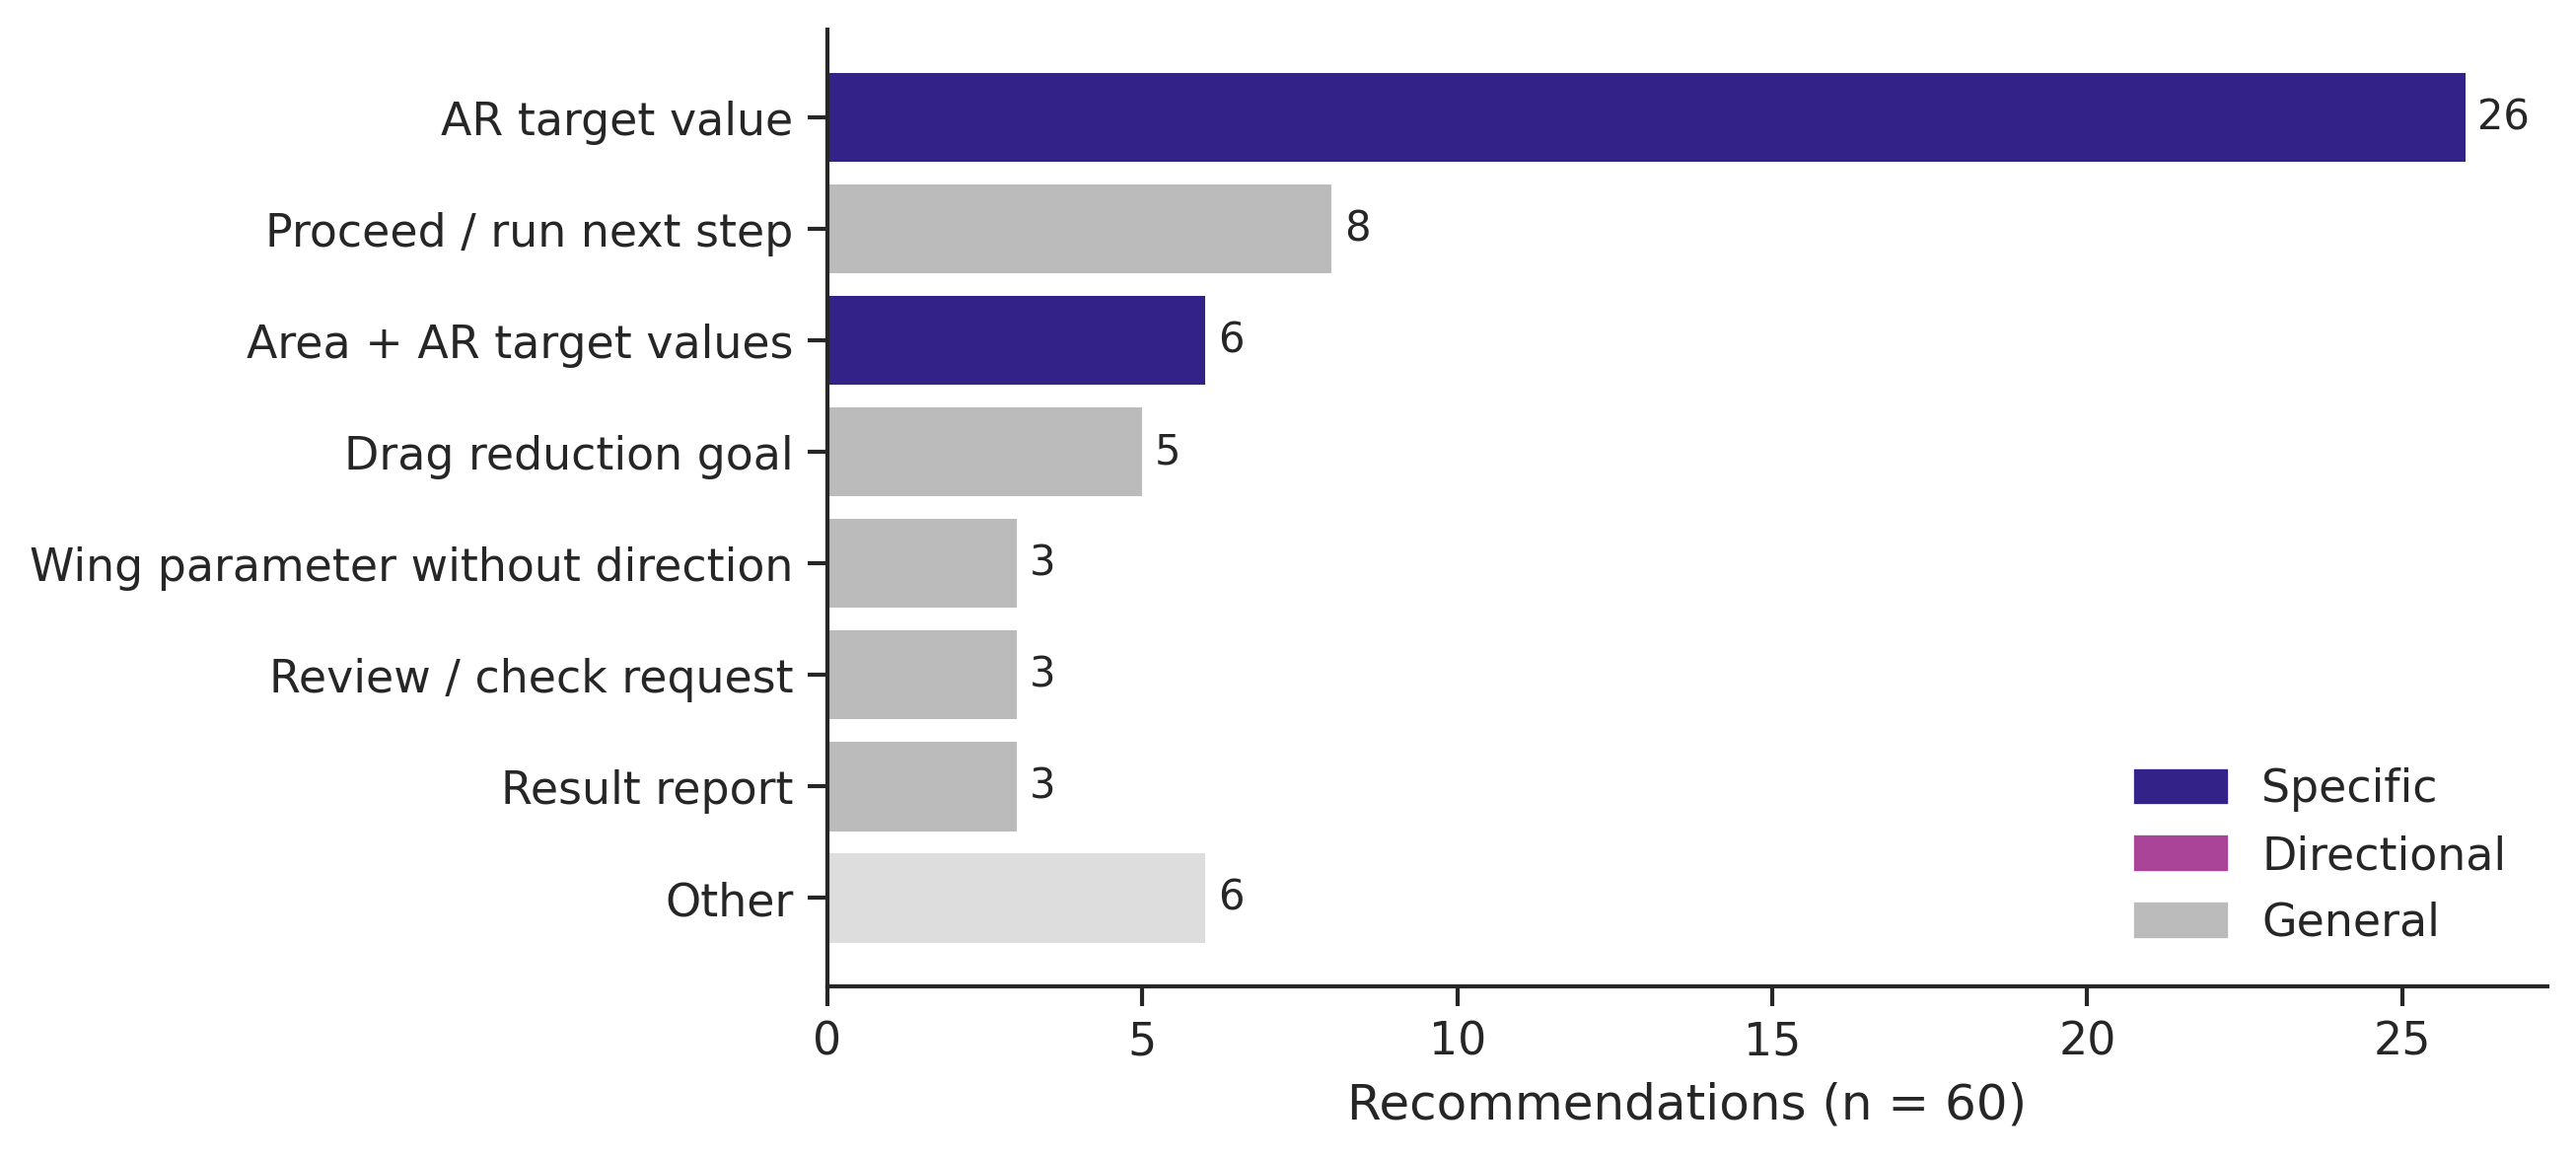 AR target value
26
Proceed / run next step
8
Area + AR target values
6
Drag reduction goal
5
Wing parameter without direction
3
Review / check request
3
Result report
3
Other
6
Specific
Directional
General
0 5 10 15 20 25
Recommendations (n = 60)